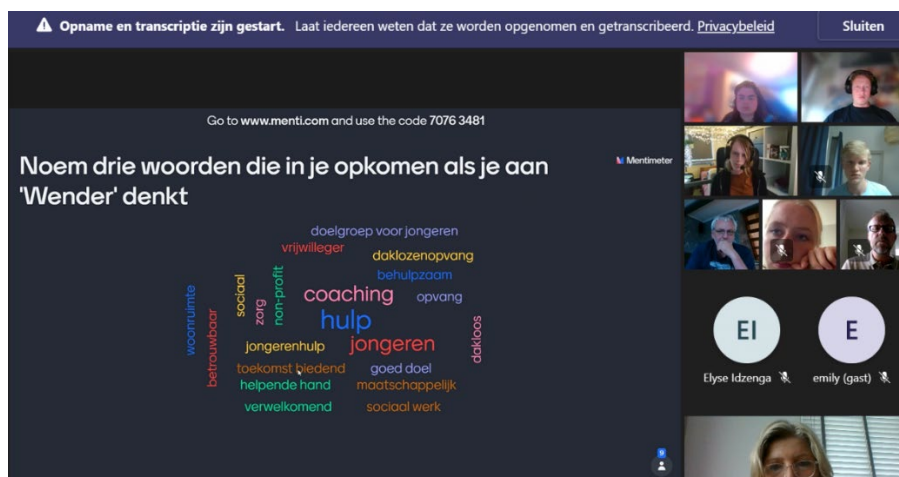 Opname en transcriptie zijn gestart. Laat iedereen weten dat ze worden opgenomen en getranscribeerd. Privacybeleid
Sluiten
Go to www.menti.com and use the code 7076 3481
Noem drie woorden die in je opkomen als je aan
'Wender' denkt
Mentimeter
doelgroep voor jongeren
vrijwilleger
daklozenopvang
behulpzaam
sociaal
zorg
non-profit
coaching
opvang
woonruimte
betrouwbaar
hulp
dakloos
jongerenhulp
jongeren
toekomst biedend
goed doel
helpende hand
maatschappelijk
verwelkomend
sociaal werk
9
EI
E
Elyse Idzenga
emily (gast)